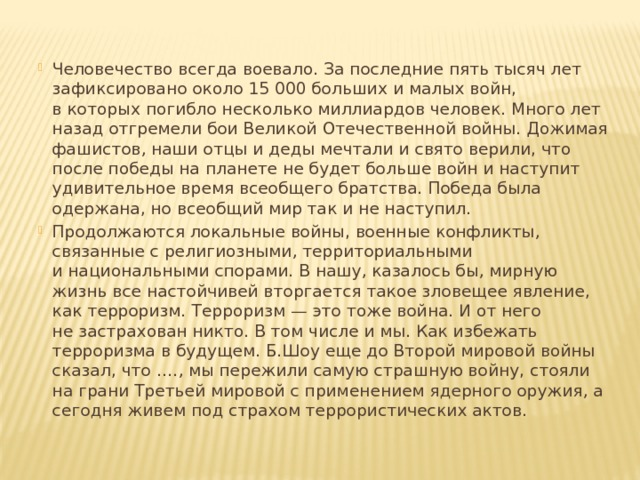 Человечество всегда воевало. За последние пять тысяч лет
зафиксировано около 15 000 больших и малых войн,
в которых погибло несколько миллиардов человек. Много лет
назад отгремели бои Великой Отечественной войны. Дожимая
фашистов, наши отцы и деды мечтали и свято верили, что
после победы на планете не будет больше войн и наступит
удивительное время всеобщего братства. Победа была
одержана, но всеобщий мир так и не наступил.
Продолжаются локальные войны, военные конфликты,
связанные с религиозными, территориальными
и национальными спорами. В нашу, казалось бы, мирную
жизнь все настойчивей вторгается такое зловещее явление,
как терроризм. Терроризм — это тоже война. И от него
не застрахован никто. В том числе и мы. Как избежать
терроризма в будущем. Б.Шоу еще до Второй мировой войны
сказал, что …., мы пережили самую страшную войну, стояли
на грани Третьей мировой с применением ядерного оружия, а
сегодня живем под страхом террористических актов.